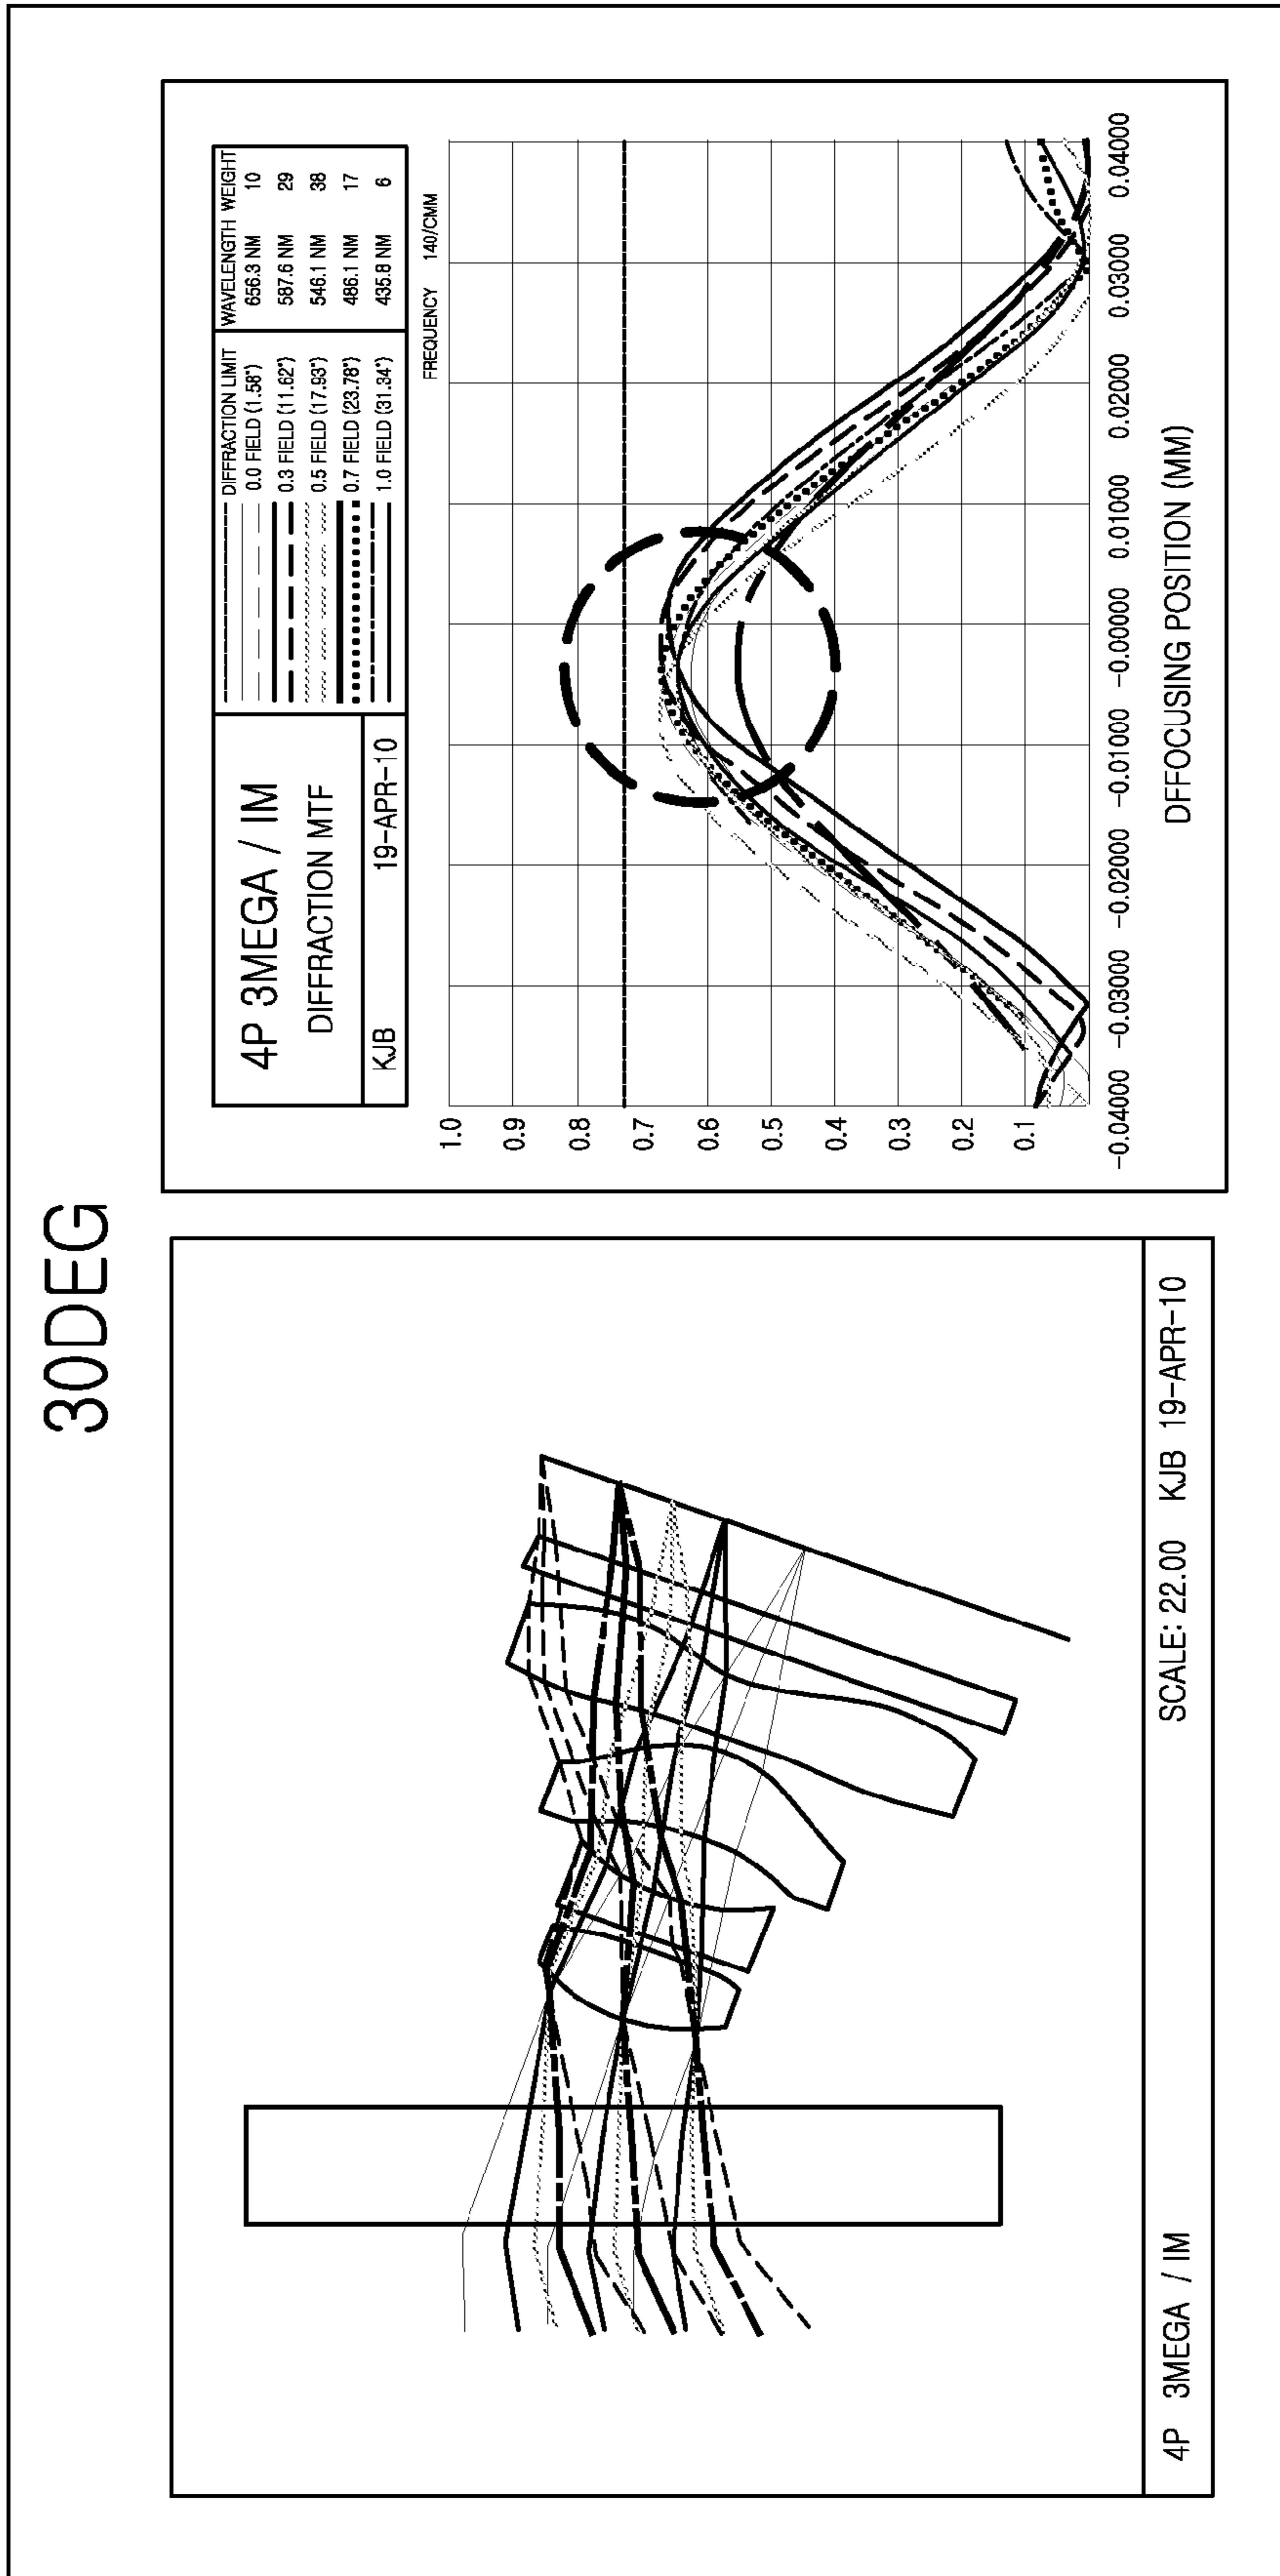 30DEG
4P 3MEGA / IM
SCALE: 22.00 KJB 19-APR-10
4P 3MEGA / IM
DIFFRACTION MTF
KJB 19-APR-10
DIFFRACTION LIMIT
0.0 FIELD (1.58°)
0.3 FIELD (11.62°)
0.5 FIELD (17.93°)
0.7 FIELD (23.78°)
1.0 FIELD (31.34°)
WAVELENGTH WEIGHT
656.3 NM 10
587.6 NM 29
546.1 NM 38
486.1 NM 17
435.8 NM 6
FREQUENCY 140/CMM
1.0
0.9
0.8
0.7
0.6
0.5
0.4
0.3
0.2
0.1
-0.04000 -0.03000 -0.02000 -0.01000 -0.00000 0.01000 0.02000 0.03000 0.04000
DFFOCUSING POSITION (MM)